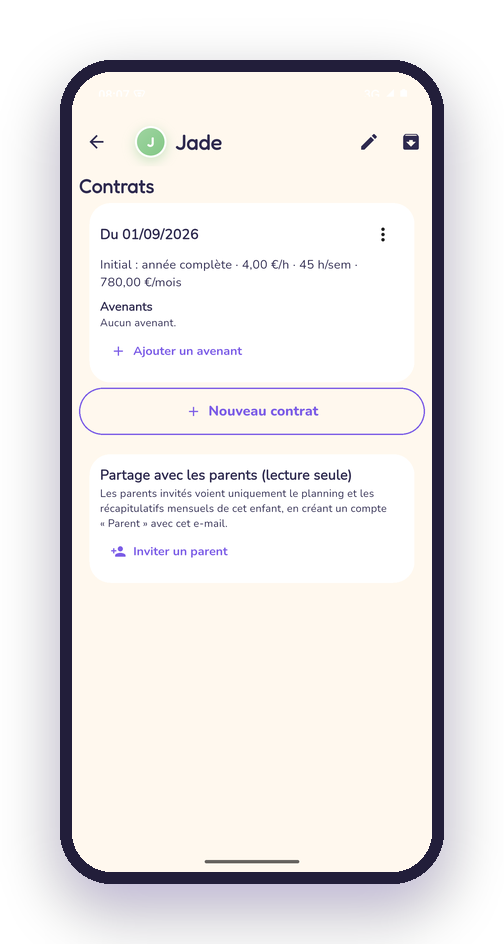 J Jade
Contrats
Du 01/09/2026
Initial : année complète · 4,00 €/h · 45 h/sem ·
780,00 €/mois
Avenants
Aucun avenant.
+ Ajouter un avenant
+ Nouveau contrat
Partage avec les parents (lecture seule)
Les parents invités voient uniquement le planning et les
récapitulatifs mensuels de cet enfant, en créant un compte
« Parent » avec cet e-mail.
Inviter un parent